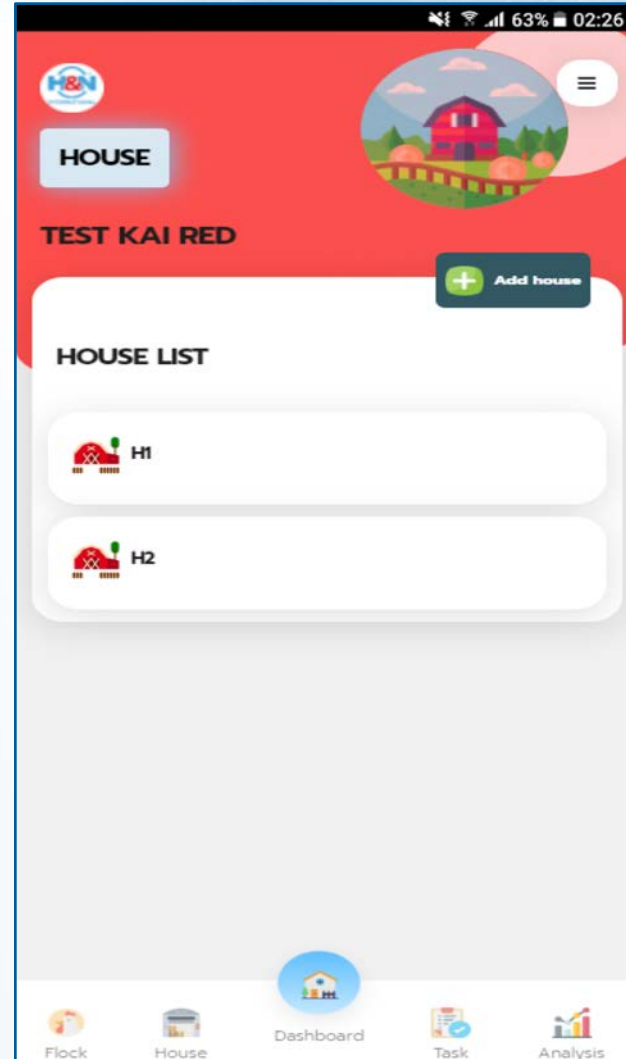 63% 02:26
H&N
HOUSE
TEST KAI RED
Add house
HOUSE LIST
H1
H2
Flock House Dashboard Task Analysis